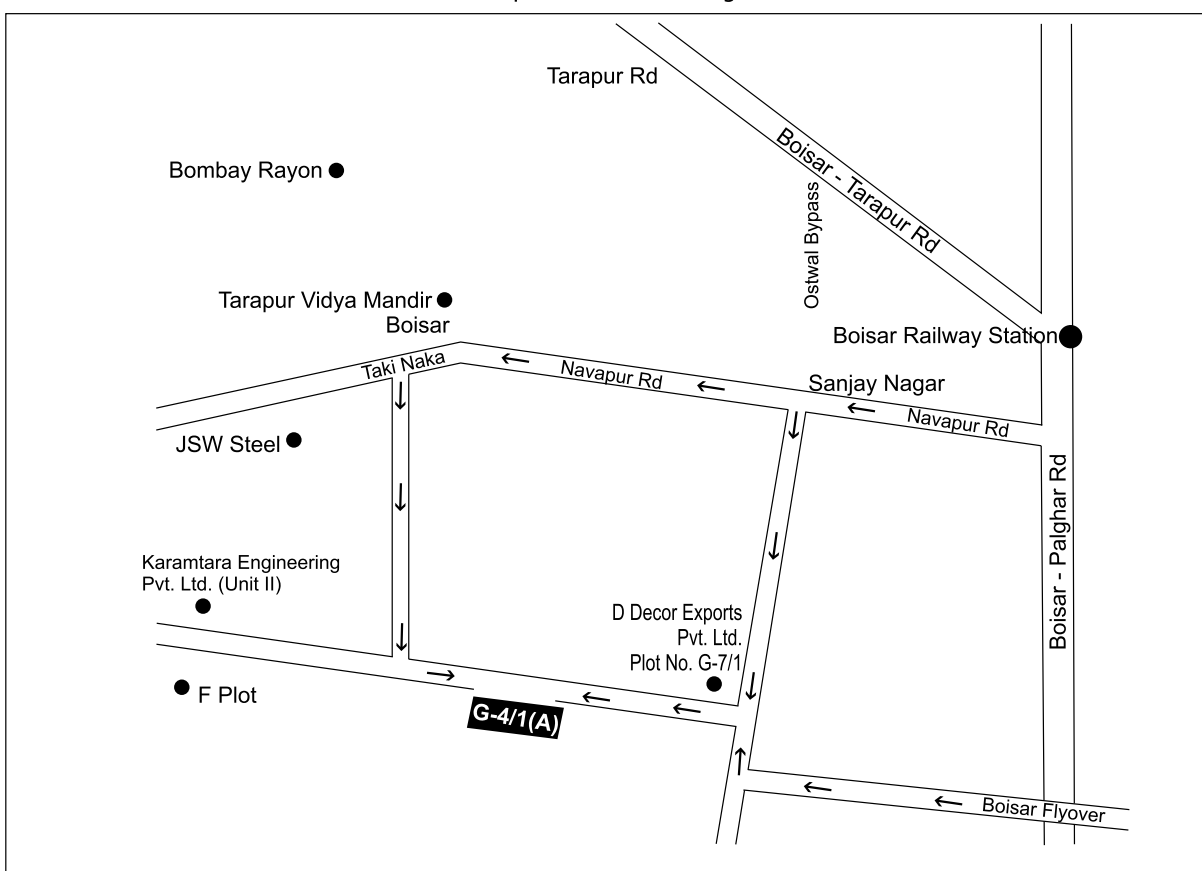 Tarapur Rd
Boisar - Tarapur Rd
Bombay Rayon
Ostwal Bypass
Tarapur Vidya Mandir
Boisar
Boisar Railway Station
Taki Naka
Navapur Rd
Sanjay Nagar
Navapur Rd
JSW Steel
Boisar - Palghar Rd
Karamtara Engineering
Pvt. Ltd. (Unit II)
D Decor Exports
Pvt. Ltd.
Plot No. G-7/1
F Plot
G-4/1(A)
Boisar Flyover